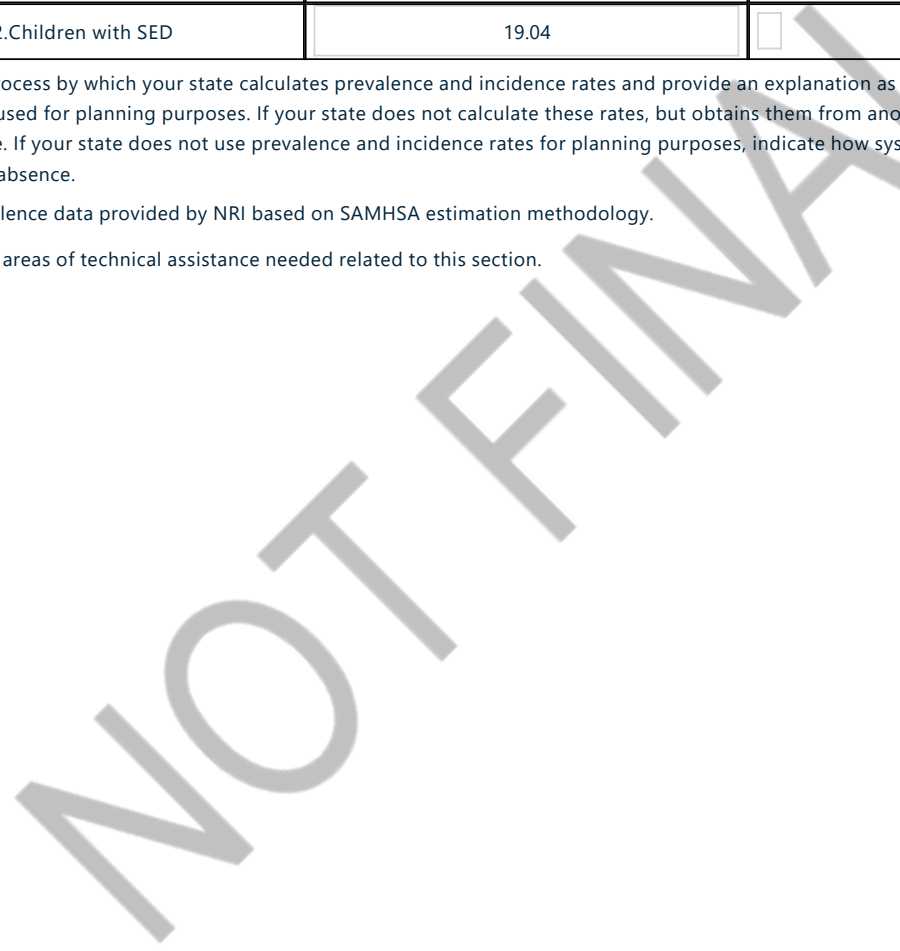 2.Children with SED 19.04
rocess by which your state calculates prevalence and incidence rates and provide an explanation as
used for planning purposes. If your state does not calculate these rates, but obtains them from ano
e. If your state does not use prevalence and incidence rates for planning purposes, indicate how sys
absence.
lence data provided by NRI based on SAMHSA estimation methodology.
areas of technical assistance needed related to this section.
NOT FINAL